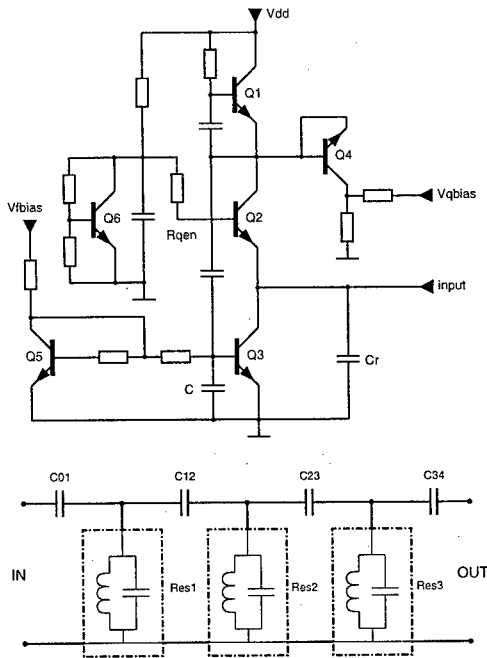 Vdd
Q1
Q4
Vfbias
Q6
Q2
Vqbias
Rqen
input
Q5
Q3
C
Cr
C01
C12
C23
C34
IN
Res1
Res2
Res3
OUT